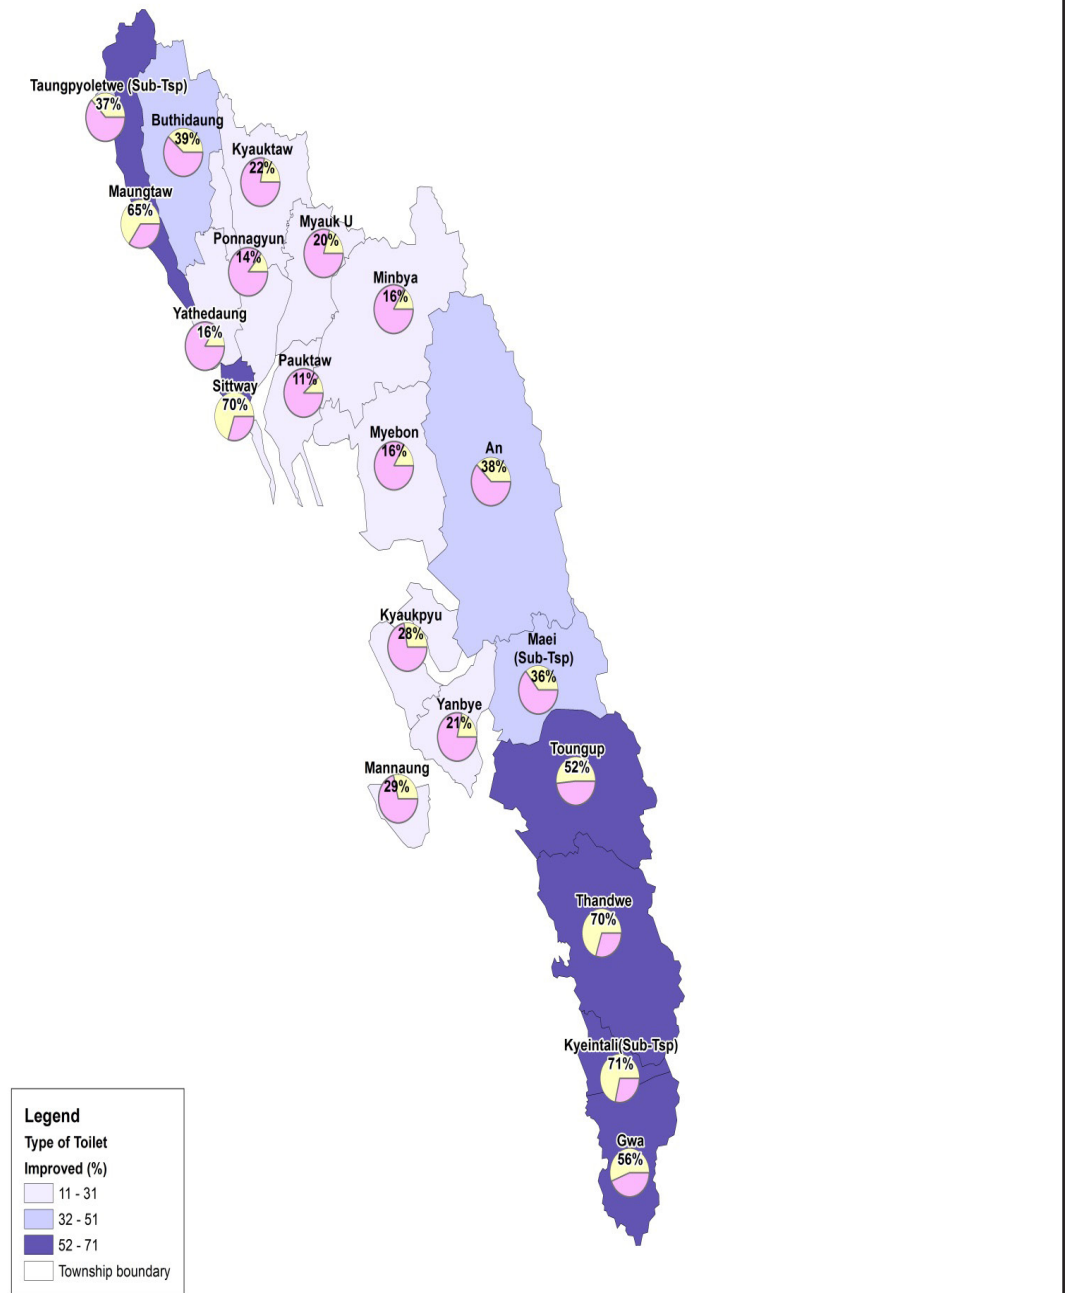 Taungpyoletwe (Sub-Tsp)
37%
Buthidaung
39%
Kyauktaw
22%
Maungtaw
65%
Myauk U
20%
Ponnagyun
14%
Minbya
16%
Yathedaung
16%
Pauktaw
11%
Sittway
70%
Myebon
16%
An
38%
Kyaukpyu
28%
Maei
(Sub-Tsp)
36%
Yanbye
21%
Toungup
52%
Mannaung
29%
Thandwe
70%
Kyeintali(Sub-Tsp)
71%
Gwa
56%
Legend
Type of Toilet
Improved (%)
11 - 31
32 - 51
52 - 71
Township boundary